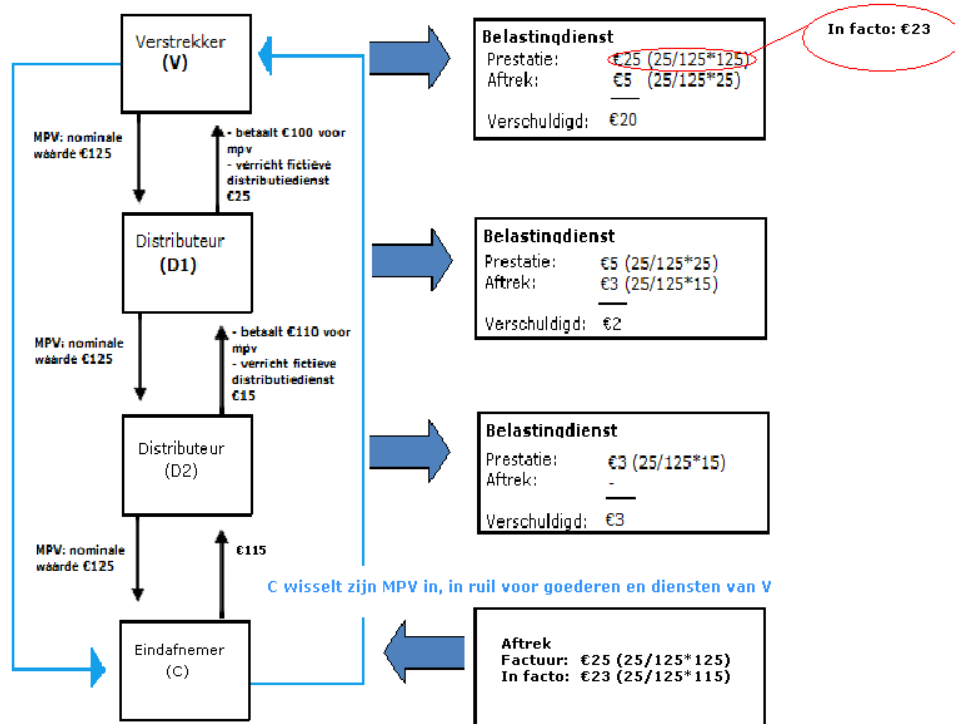 Verstrekker
(V)
Belastingdienst
Prestatie: €25 (25/125*125)
Aftrek: €5 (25/125*25)
Verschuldigd: €20
In facto: €23
MPV: nominale
waarde €125
- betaalt €100 voor
mpv
- verricht fictieve
distributiedienst
€25
Distributeur
(D1)
Belastingdienst
Prestatie: €5 (25/125*25)
Aftrek: €3 (25/125*15)
Verschuldigd: €2
MPV: nominale
waarde €125
- betaalt €110 voor
mpv
- verricht fictieve
distributiedienst
€15
Distributeur
(D2)
Belastingdienst
Prestatie: €3 (25/125*15)
Aftrek: -
Verschuldigd: €3
MPV: nominale
waarde €125
€115
C wisselt zijn MPV in, in ruil voor goederen en diensten van V
Eindafnemer
(C)
Aftrek
Factuur: €25 (25/125*125)
In facto: €23 (25/125*115)